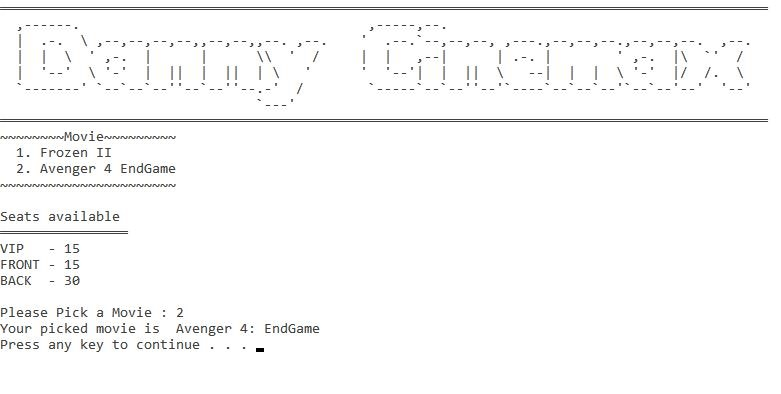 Danny Cinemax
~~~~~~~~Movie~~~~~~~~~
1. Frozen II
2. Avenger 4 EndGame
~~~~~~~~~~~~~~~~~~~~~~
Seats available
VIP - 15
FRONT - 15
BACK - 30
Please Pick a Movie : 2
Your picked movie is Avenger 4: EndGame
Press any key to continue . . .